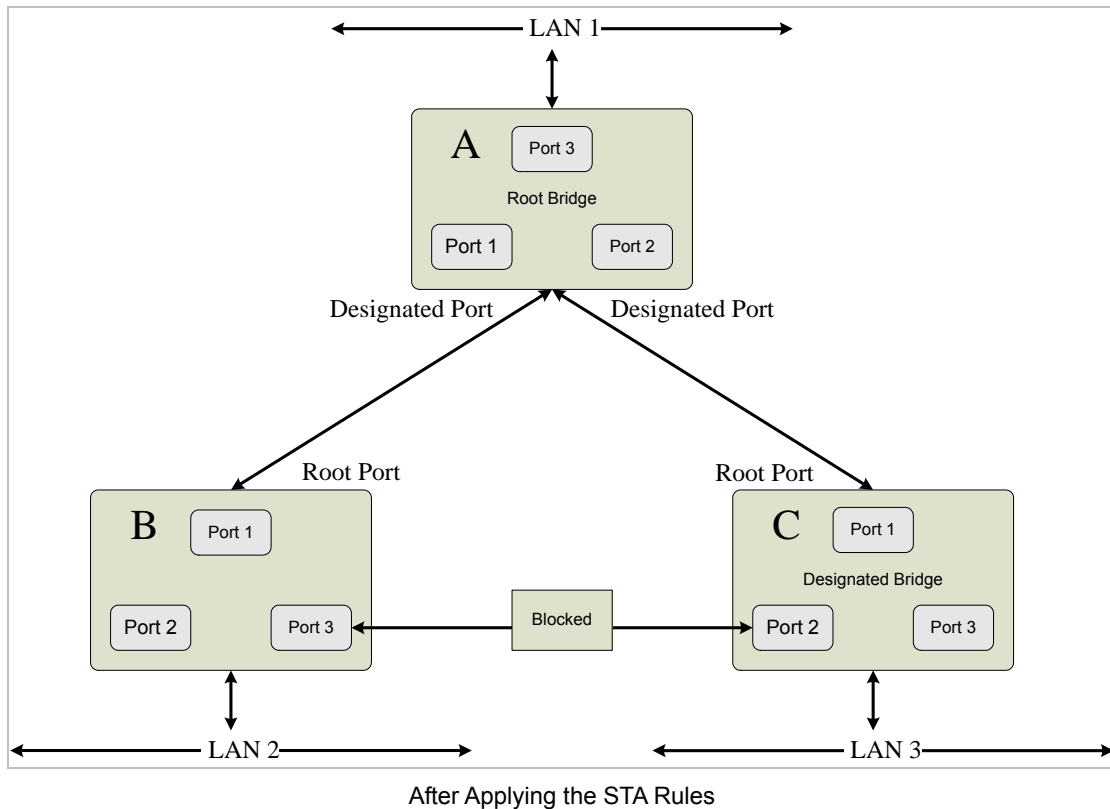 LAN 1
A
Port 3
Root Bridge
Port 1
Port 2
Designated Port
Designated Port
Root Port
Root Port
B
Port 1
Port 2
Port 3
Blocked
C
Port 1
Designated Bridge
Port 2
Port 3
LAN 2
LAN 3
After Applying the STA Rules